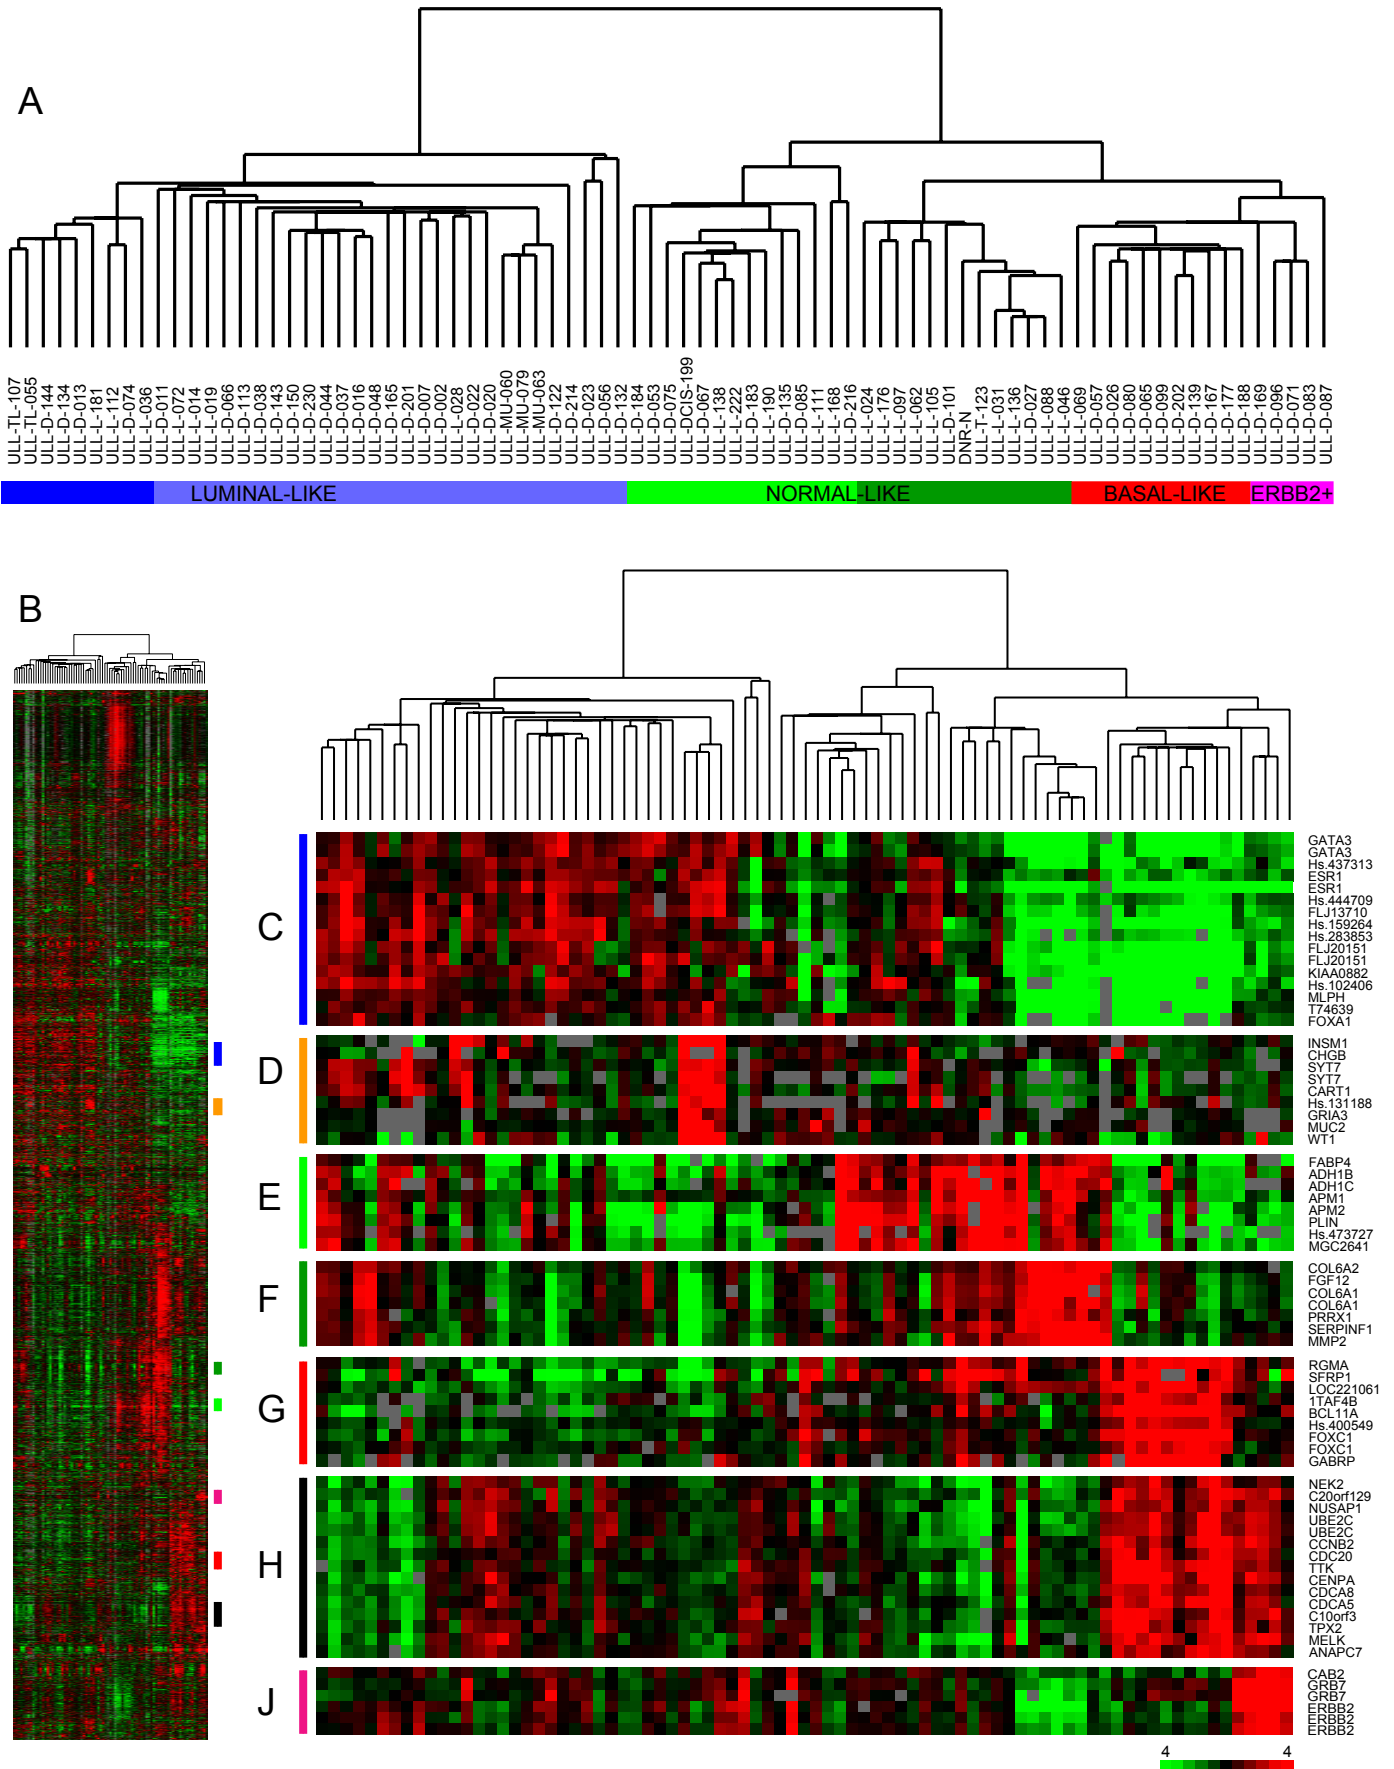 A
ULL-TL-107
ULL-TL-055
ULL-D-144
ULL-D-134
ULL-D-013
ULL-L-181
ULL-L-112
ULL-D-074
ULL-L-036
ULL-D-011
ULL-L-072
ULL-L-014
ULL-L-019
ULL-D-066
ULL-D-113
ULL-D-038
ULL-D-143
ULL-D-150
ULL-D-230
ULL-D-044
ULL-D-037
ULL-D-016
ULL-D-048
ULL-D-165
ULL-D-201
ULL-D-007
ULL-D-002
ULL-L-028
ULL-D-022
ULL-D-020
ULL-MU-060
ULL-MU-079
ULL-MU-063
ULL-D-122
ULL-D-214
ULL-D-023
ULL-D-056
ULL-D-132
ULL-D-184
ULL-D-053
ULL-D-075
ULL-DCIS-199
ULL-D-067
ULL-L-138
ULL-L-222
ULL-D-183
ULL-L-190
ULL-D-135
ULL-D-085
ULL-L-111
ULL-L-168
ULL-D-216
ULL-L-024
ULL-L-176
ULL-L-097
ULL-L-062
ULL-L-105
ULL-D-101
DNR-N
ULL-T-123
ULL-L-031
ULL-L-136
ULL-D-027
ULL-L-088
ULL-L-046
ULL-L-069
ULL-D-057
ULL-D-026
ULL-D-080
ULL-D-065
ULL-D-099
ULL-D-202
ULL-D-139
ULL-D-167
ULL-D-177
ULL-D-188
ULL-D-169
ULL-D-096
ULL-D-071
ULL-D-083
ULL-D-087
LUMINAL-LIKE NORMAL-LIKE BASAL-LIKE ERBB2+
B
C
GATA3
GATA3
Hs.437313
ESR1
ESR1
Hs.444709
FLJ13710
Hs.159264
Hs.283853
FLJ20151
FLJ20151
KIAA0882
Hs.102406
MLPH
T74639
FOXA1
D
INSM1
CHGB
SYT7
SYT7
CART1
Hs.131188
GRIA3
MUC2
WT1
E
FABP4
ADH1B
ADH1C
APM1
APM2
PLIN
Hs.473727
MGC2641
F
COL6A2
FGF12
COL6A1
COL6A1
PRRX1
SERPINF1
MMP2
G
RGMA
SFRP1
LOC221061
1TAF4B
BCL11A
Hs.400549
FOXC1
FOXC1
GABRP
H
NEK2
C20orf129
NUSAP1
UBE2C
UBE2C
CCNB2
CDC20
TTK
CENPA
CDCA8
CDCA5
C10orf3
TPX2
MELK
ANAPC7
J
CAB2
GRB7
GRB7
ERBB2
ERBB2
ERBB2
4 4